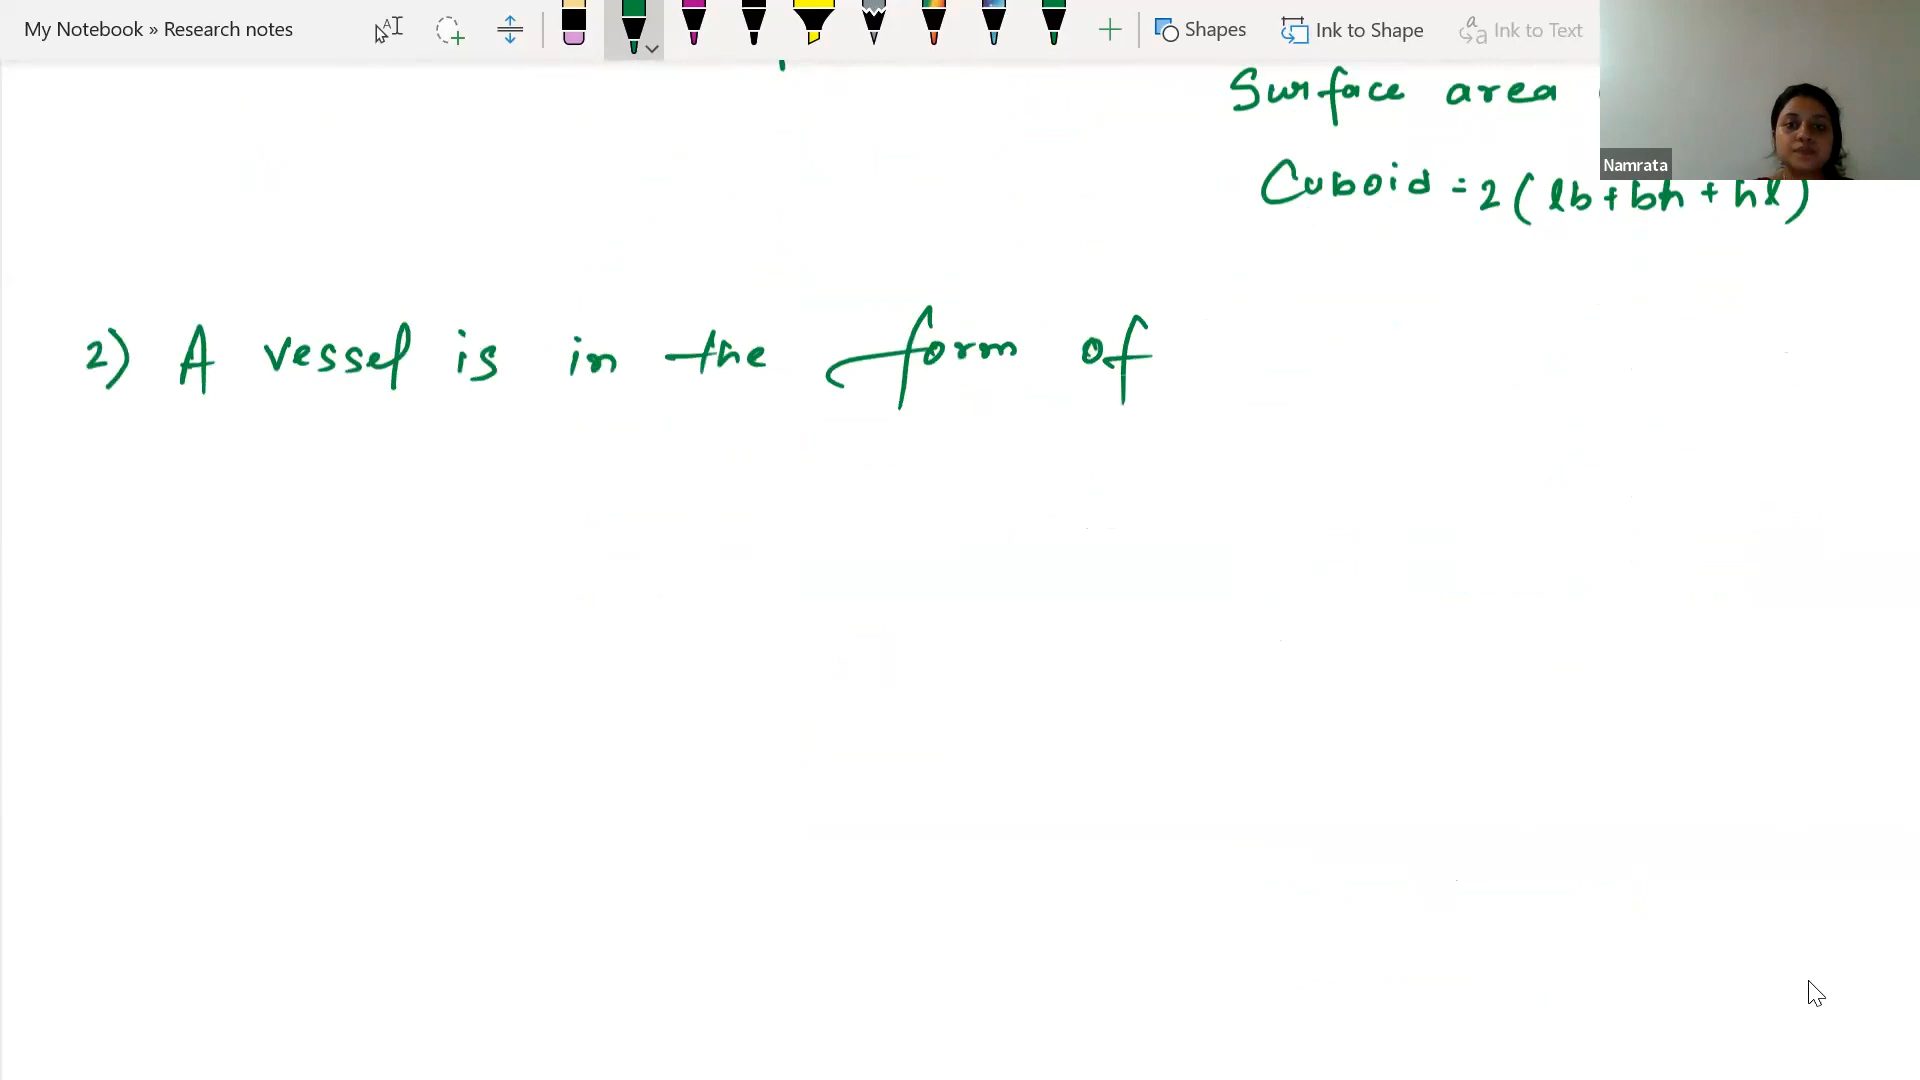 My Notebook » Research notes
Shapes
Ink to Shape
Ink to Text
Surface area
Namrata
Cuboid = 2 ( lb + bh + hl )
2) A vessel is in the form of